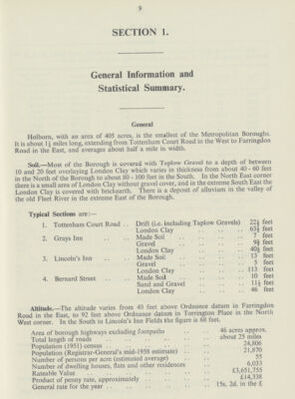 9
SECTION 1.
General Information and
Statistical Summary.
General
Holborn, with an area of 405 acres, is the smallest of the Metropolitan Boroughs.
It is about 1½ miles long, extending from Tottenham Court Road in the West to Farringdon
Road in the East, and averages about half a mile in width.
Soil.—Most of the Borough is covered with Taplow Gravel to a depth of between
10 and 20 feet overlaying London Clay which varies in thickness from about 40 - 60 feet
in the North of the Borough to about 80 - 100 feet in the South. In the North East corner
there is a small area of London Clay without gravel cover, and in the extreme South East the
London Clay is covered with brickearth. There is a deposit of alluvium in the valley of
the old Fleet River in the extreme East of the Borough.
Typical Sections are:—
1. Tottenham Court Road .. Drift (i.e. including Taplow Gravels) 22½ feet
London Clay .. .. .. 63½ feet
2. Grays Inn .. Made Soil .. .. .. 7 feet
Gravel .. .. .. 9½ feet
London Clay .. .. .. 40½ feet
3. Lincoln's Inn .. Made Soil .. .. .. 13 feet
Gravel .. .. .. 5 feet
London Clay .. .. .. 113 feet
4. Bernard Street .. Made Soil .. .. .. 10 feet
Sand and Gravel .. .. .. 11½ feet
London Clay .. .. .. 46 feet
Altitude.—The altitude varies from 40 feet above Ordnance datum in Farringdon
Road in the East, to 92 feet above Ordnance datum in Torrington Place in the North
West corner. In the South in Lincoln's Inn Fields the figure is 68 feet.
Area of borough highways excluding footpaths .. .. 46 acres approx.
Total length of roads .. .. .. about 25 miles
Population (1951) census .. .. .. 24,806
Population (Registrar-General's mid-1958 estimate) .. .. 21,870
Number of persons per acre (estimated average) .. .. 55
Number of dwelling houses, flats and other residences .. 6,033
Rateable Value .. .. .. £3,651,755
Product of penny rate, approximately .. .. £14,338
General rate for the year .. .. 15s. 2d. in the £